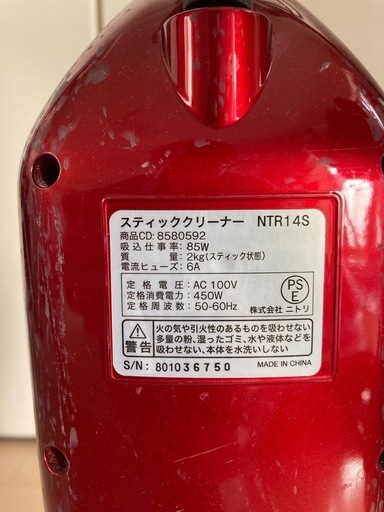 スティッククリーナー NTR14S
商品CD: 8580592
吸込仕事率: 85W
質量: 2kg(スティック状態)
電流ヒューズ: 6A
定格電圧: AC 100V
定格消費電力: 450W
定格周波数: 50-60Hz
PSE
株式会社 ニトリ
警告
火の気や引火性のあるものを吸わせない
多量の粉、湿ったゴミ、水や液体などを
吸わせない、本体を水洗いしない
S/N: 801036750 MADE IN CHINA